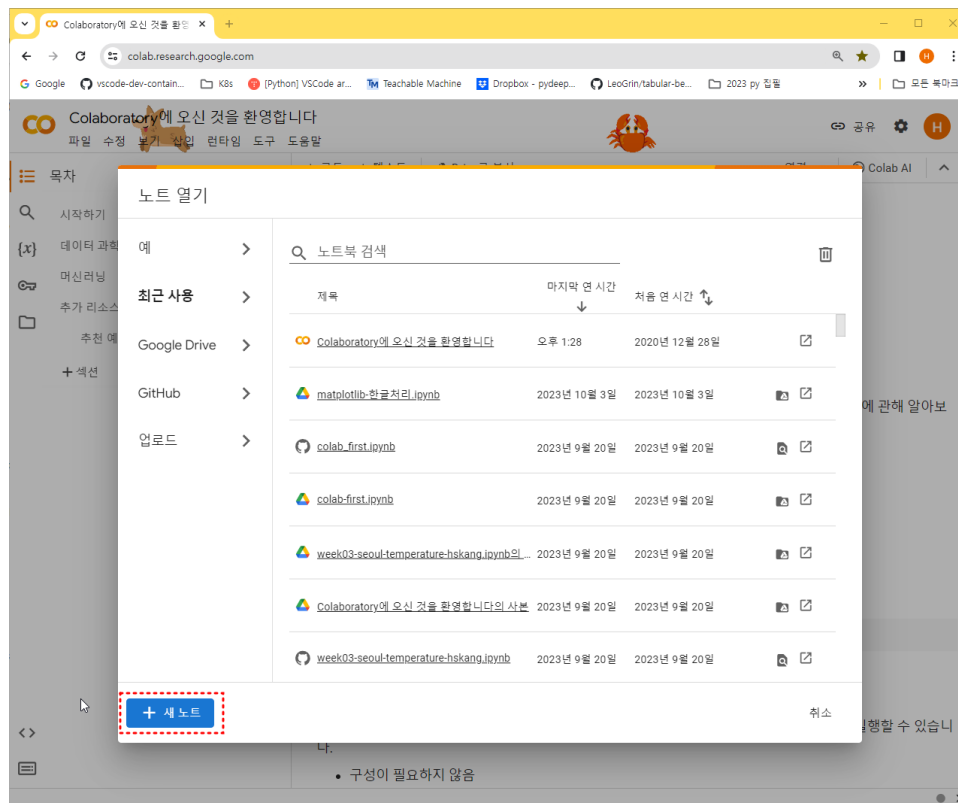 Colaboratory에 오신 것을 환영
colab.research.google.com
Google vscode-dev-contain... K8s [Python] VSCode ar... Teachable Machine Dropbox - pydeep... LeoGrin/tabular-be... 2023 py 집필 » 모든 북마크
Colaboratory에 오신 것을 환영합니다
파일 수정 보기 삽입 런타임 도구 도움말
공유 H
목차
Colab AI
시작하기
데이터 과학
머신러닝
추가 리소스
추천 예
+ 섹션
노트 열기
예
최근 사용
Google Drive
GitHub
업로드
노트북 검색
제목 마지막 연 시간 처음 연 시간
Colaboratory에 오신 것을 환영합니다 오후 1:28 2020년 12월 28일
matplotlib-한글처리.ipynb 2023년 10월 3일 2023년 10월 3일
colab_first.ipynb 2023년 9월 20일 2023년 9월 20일
colab-first.ipynb 2023년 9월 20일 2023년 9월 20일
week03-seoul-temperature-hskang.ipynb의 ... 2023년 9월 20일 2023년 9월 20일
Colaboratory에 오신 것을 환영합니다의 사본 2023년 9월 20일 2023년 9월 20일
week03-seoul-temperature-hskang.ipynb 2023년 9월 20일 2023년 9월 20일
+ 새 노트
취소
에 관해 알아보
실행할 수 있습니
다.
• 구성이 필요하지 않음